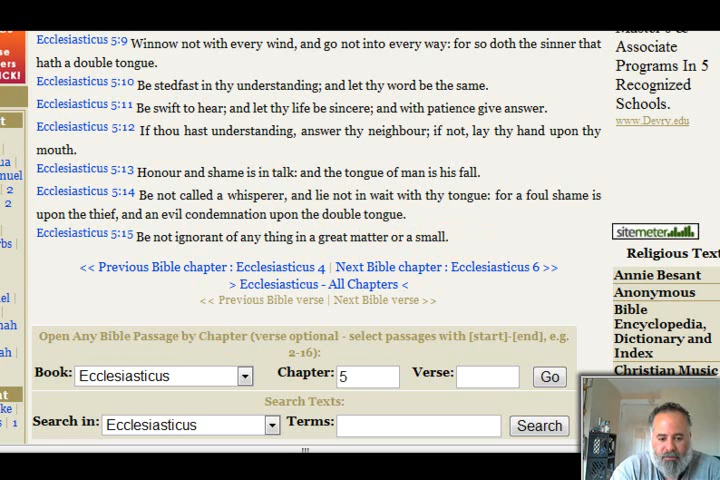 Ecclesiasticus 5:9 Winnow not with every wind, and go not into every way: for so doth the sinner that
hath a double tongue.
Ecclesiasticus 5:10 Be stedfast in thy understanding; and let thy word be the same.
Ecclesiasticus 5:11 Be swift to hear; and let thy life be sincere; and with patience give answer.
Ecclesiasticus 5:12 If thou hast understanding, answer thy neighbour; if not, lay thy hand upon thy
mouth.
Ecclesiasticus 5:13 Honour and shame is in talk: and the tongue of man is his fall.
Ecclesiasticus 5:14 Be not called a whisperer, and lie not in wait with thy tongue: for a foul shame is
upon the thief, and an evil condemnation upon the double tongue.
Ecclesiasticus 5:15 Be not ignorant of any thing in a great matter or a small.
<< Previous Bible chapter : Ecclesiasticus 4 | Next Bible chapter : Ecclesiasticus 6 >>
> Ecclesiasticus - All Chapters <
<< Previous Bible verse | Next Bible verse >>
Open Any Bible Passage by Chapter (verse optional - select passages with [start]-[end], e.g.
2-16):
Book: Ecclesiasticus Chapter: 5 Verse: Go
Search Texts:
Search in: Ecclesiasticus Terms: Search
Associate
Programs In 5
Recognized
Schools.
www.Devry.edu
sitemeter
Religious Text
Annie Besant
Anonymous
Bible
Encyclopedia,
Dictionary and
Index
Christian Music